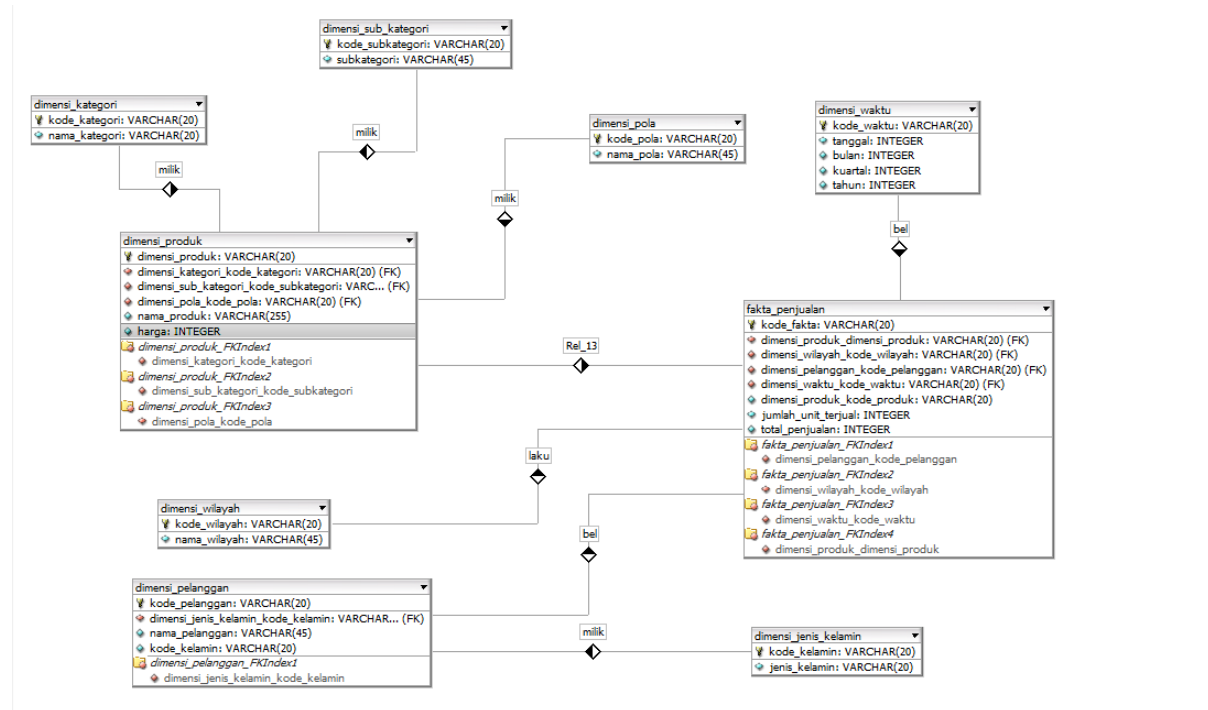 dimensi_sub_kategori
kode_subkategori: VARCHAR(20)
subkategori: VARCHAR(45)
dimensi_kategori
kode_kategori: VARCHAR(20)
nama_kategori: VARCHAR(20)
milik
milik
dimensi_pola
kode_pola: VARCHAR(20)
nama_pola: VARCHAR(45)
milik
dimensi_waktu
kode_waktu: VARCHAR(20)
tanggal: INTEGER
bulan: INTEGER
kuartal: INTEGER
tahun: INTEGER
bel
dimensi_produk
dimensi_produk: VARCHAR(20)
dimensi_kategori_kode_kategori: VARCHAR(20) (FK)
dimensi_sub_kategori_kode_subkategori: VARC... (FK)
dimensi_pola_kode_pola: VARCHAR(20) (FK)
nama_produk: VARCHAR(255)
harga: INTEGER
dimensi_produk_FKIndex1
dimensi_kategori_kode_kategori
dimensi_produk_FKIndex2
dimensi_sub_kategori_kode_subkategori
dimensi_produk_FKIndex3
dimensi_pola_kode_pola
Rel_13
fakta_penjualan
kode_fakta: VARCHAR(20)
dimensi_produk_dimensi_produk: VARCHAR(20) (FK)
dimensi_wilayah_kode_wilayah: VARCHAR(20) (FK)
dimensi_pelanggan_kode_pelanggan: VARCHAR(20) (FK)
dimensi_waktu_kode_waktu: VARCHAR(20) (FK)
dimensi_produk_kode_produk: VARCHAR(20)
jumlah_unit_terjual: INTEGER
total_penjualan: INTEGER
fakta_penjualan_FKIndex1
dimensi_pelanggan_kode_pelanggan
fakta_penjualan_FKIndex2
dimensi_wilayah_kode_wilayah
fakta_penjualan_FKIndex3
dimensi_waktu_kode_waktu
fakta_penjualan_FKIndex4
dimensi_produk_dimensi_produk
laku
dimensi_wilayah
kode_wilayah: VARCHAR(20)
nama_wilayah: VARCHAR(45)
bel
dimensi_pelanggan
kode_pelanggan: VARCHAR(20)
dimensi_jenis_kelamin_kode_kelamin: VARCHAR... (FK)
nama_pelanggan: VARCHAR(45)
kode_kelamin: VARCHAR(20)
dimensi_pelanggan_FKIndex1
dimensi_jenis_kelamin_kode_kelamin
milik
dimensi_jenis_kelamin
kode_kelamin: VARCHAR(20)
jenis_kelamin: VARCHAR(20)